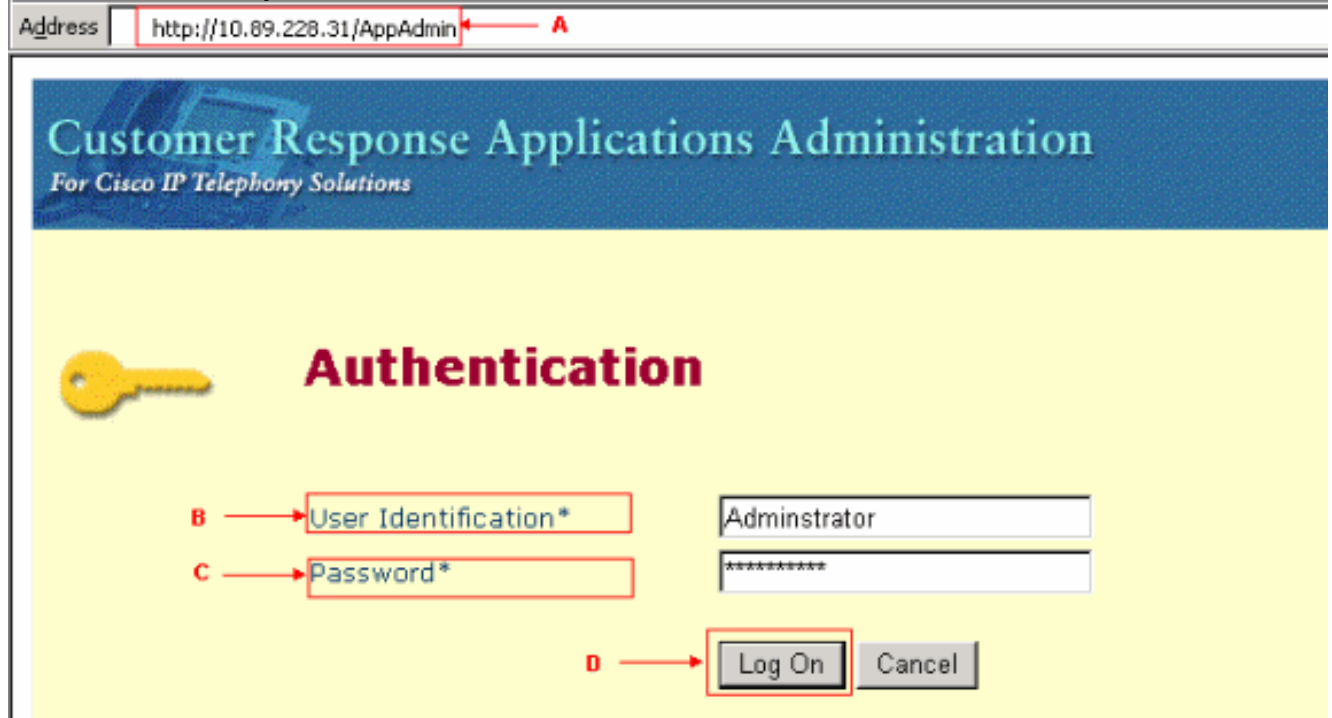 Address http://10.89.228.31/AppAdmin A
Customer Response Applications Administration
For Cisco IP Telephony Solutions
Authentication
B User Identification* Adminstrator
C Password* **********
D Log On Cancel